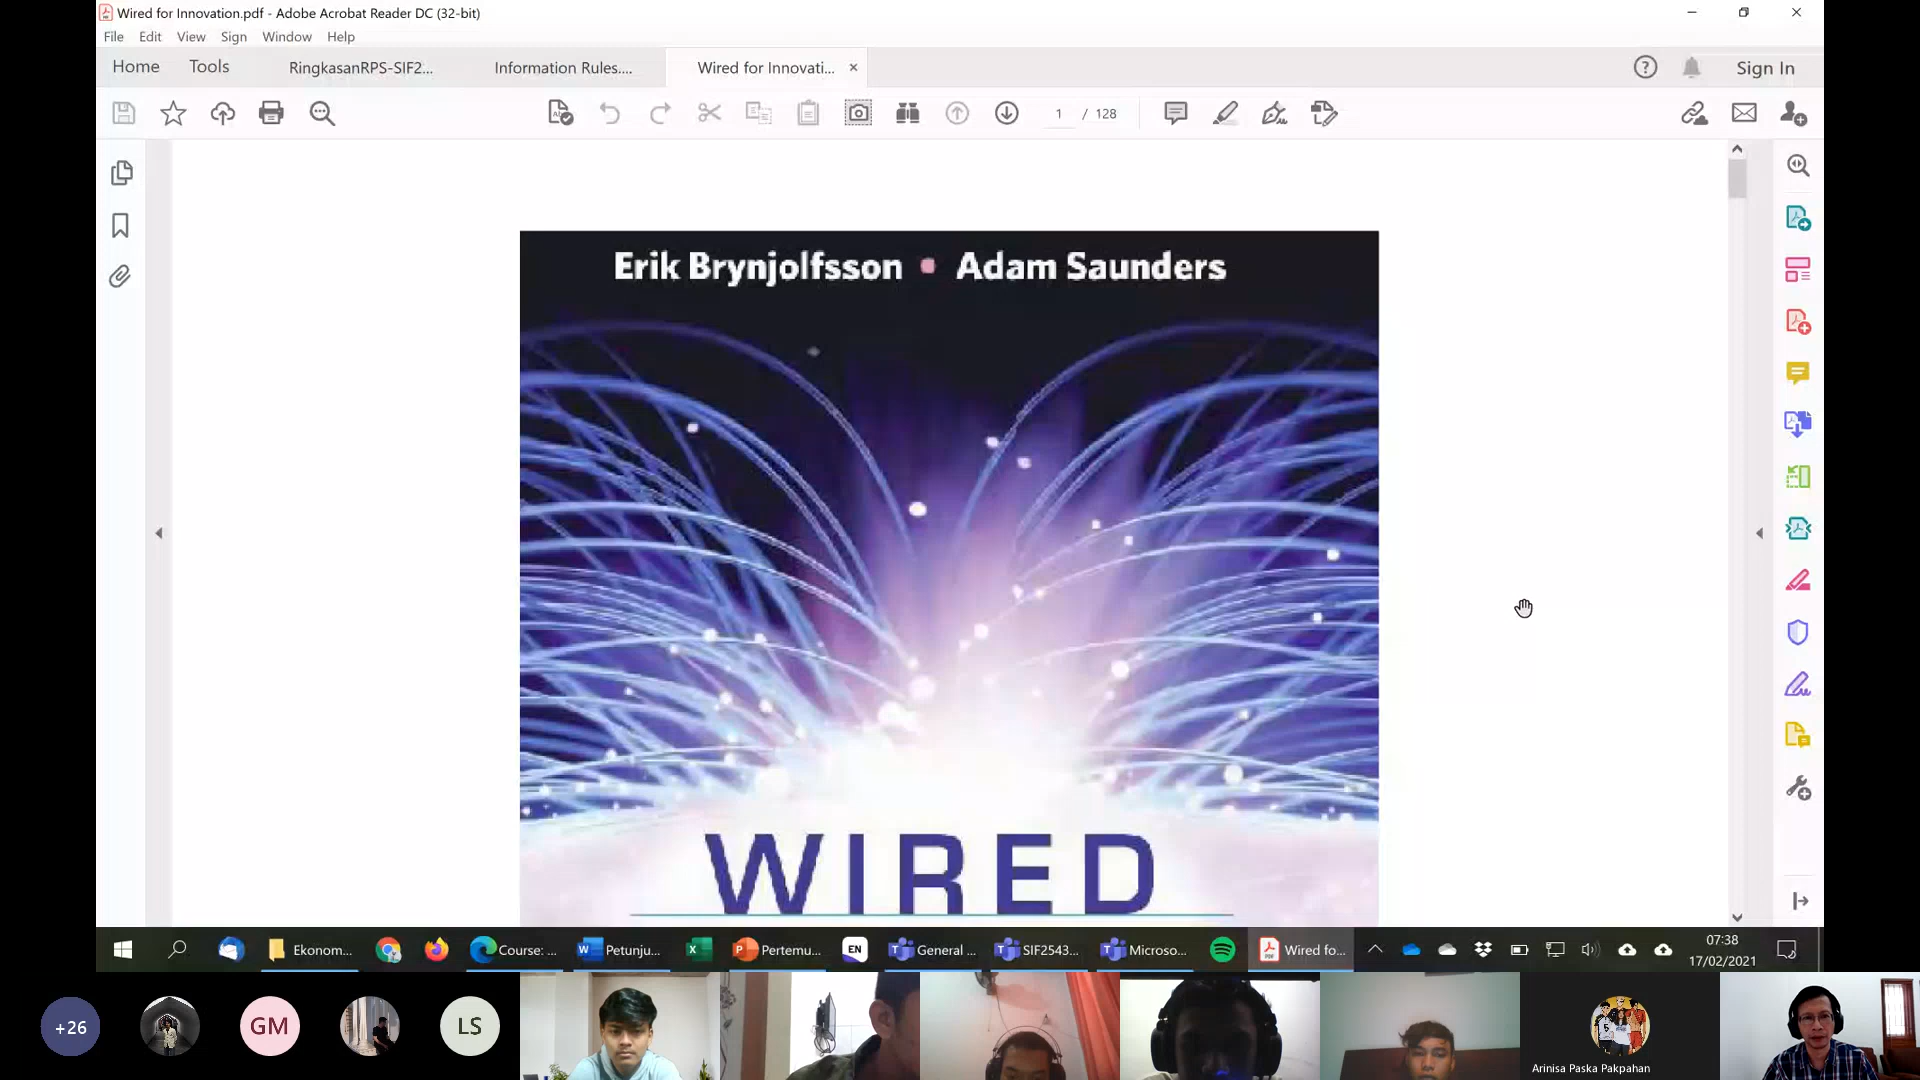 Wired for Innovation.pdf - Adobe Acrobat Reader DC (32-bit)
File Edit View Sign Window Help
Home Tools RingkasanRPS-SIF2... Information Rules.... Wired for Innovati... Sign In
1 / 128
Erik Brynjolfsson • Adam Saunders
WIRED
Ekonom... Course: ... Petunju... Pertemu... EN General ... SIF2543... Microso... Wired fo...
07:38
17/02/2021
+26 GM LS
Arinisa Paska Pakpahan